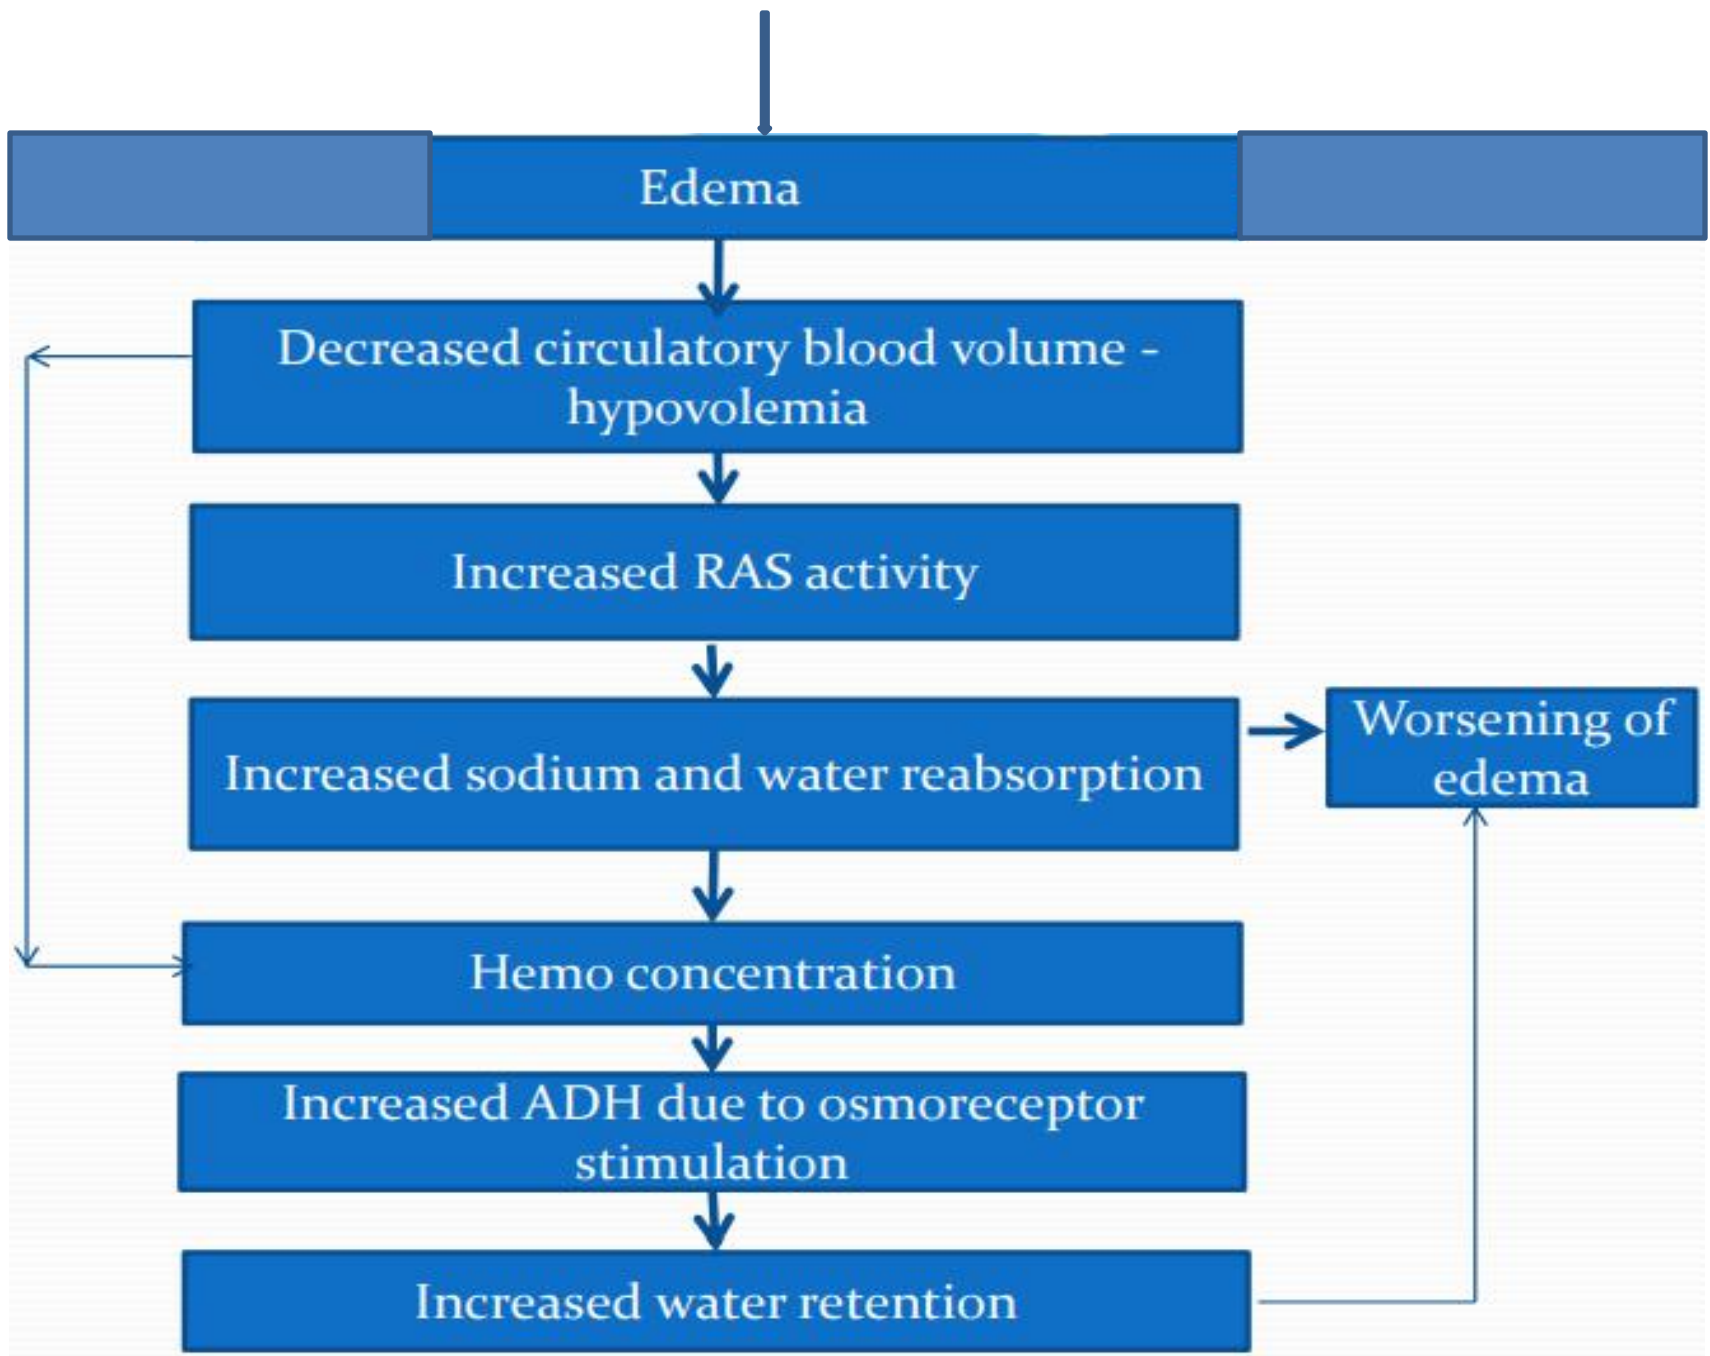 Edema
Decreased circulatory blood volume -
hypovolemia
Increased RAS activity
Increased sodium and water reabsorption
Worsening of
edema
Hemo concentration
Increased ADH due to osmoreceptor
stimulation
Increased water retention